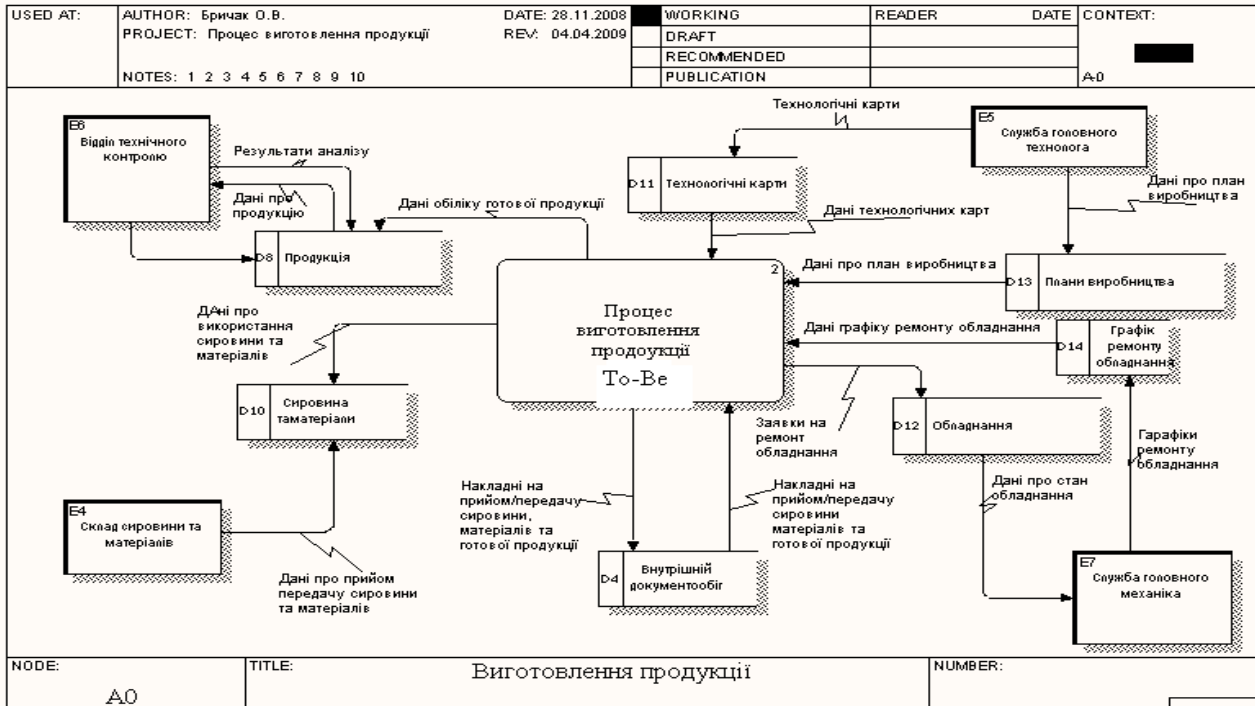 USED AT:
AUTHOR: Бричак О.В.
DATE: 28.11.2008
PROJECT: Процес виготовлення продукції
REV: 04.04.2009
NOTES: 1 2 3 4 5 6 7 8 9 10
WORKING
DRAFT
RECOMMENDED
PUBLICATION
READER
DATE
CONTEXT:
A-0
E6
Відділ технічного
контролю
Результати аналізу
Дані про
продукцію
D8
Продукція
Дані обіліку готової продукції
Технологічні карти
D11
Технологічні карти
Дані технологічних карт
E5
Служба головного
технолога
Дані про план
виробництва
Дані про план виробництва
D13
Плани виробництва
2
Процес
виготовлення
продоукції
To-Be
Дані графіку ремонту обладнання
D14
Графік
ремонту
обладнання
ДАні про
використання
сировини та
матеріалів
D10
Сировина
таматеріали
Заявки на
ремонт
обладнання
D12
Обладнання
Гарафіки
ремонту
обладнання
Дані про стан
обладнання
E4
Склад сировини та
матеріалів
Дані про прийом
передачу сировини
та матеріалів
Накладні на
прийом/передачу
сировини,
матеріалів та
готової продукції
Накладні на
прийом/передачу
сировини
матеріалів та
готової продукції
D4
Внутрішній
документообіг
E7
Служба головного
механіка
NODE:
A0
TITLE:
Виготовлення продукції
NUMBER: